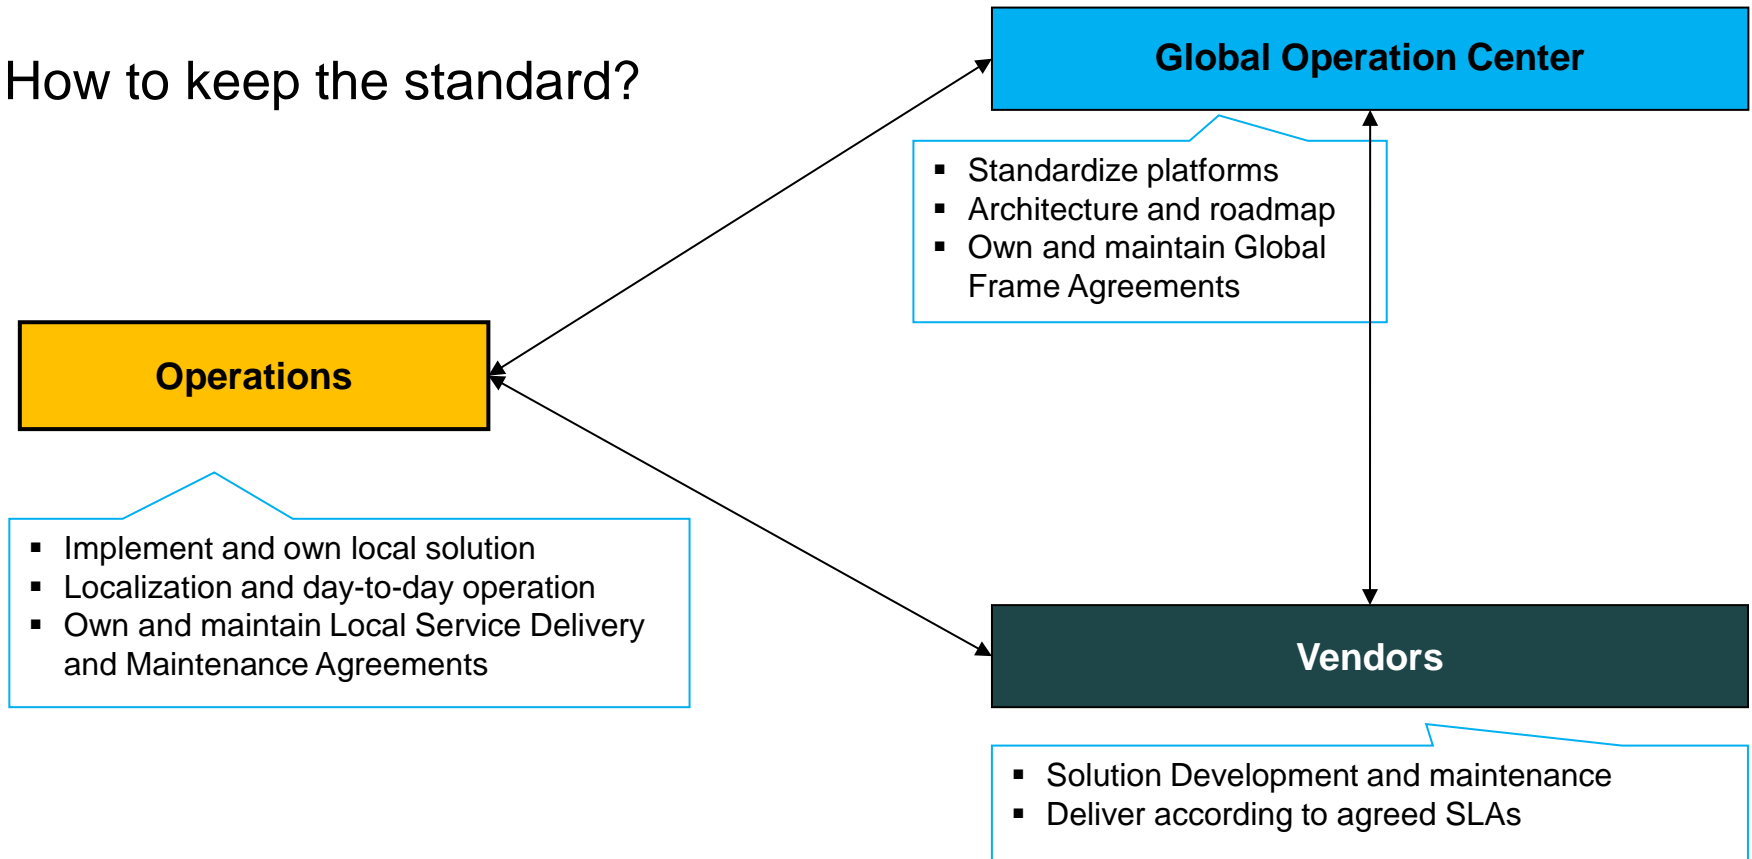 How to keep the standard?
Global Operation Center
▪ Standardize platforms
▪ Architecture and roadmap
▪ Own and maintain Global
Frame Agreements
Operations
▪ Implement and own local solution
▪ Localization and day-to-day operation
▪ Own and maintain Local Service Delivery
and Maintenance Agreements
Vendors
▪ Solution Development and maintenance
▪ Deliver according to agreed SLAs